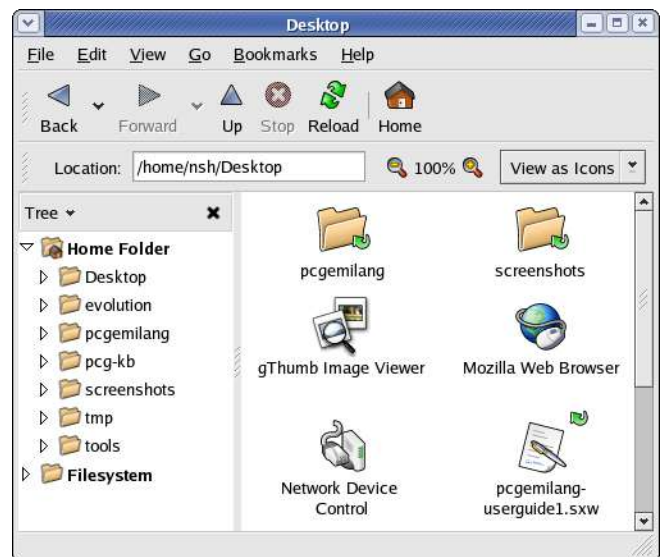 Desktop
File Edit View Go Bookmarks Help
Back Forward Up Stop Reload Home
Location: /home/nsh/Desktop 100% View as Icons
Tree
Home Folder
Desktop
evolution
pcgemilang
pcg-kb
screenshots
tmp
tools
Filesystem
pcgemilang screenshots
gThumb Image Viewer Mozilla Web Browser
Network Device
Control
pcgemilang-
userguide1.sxw